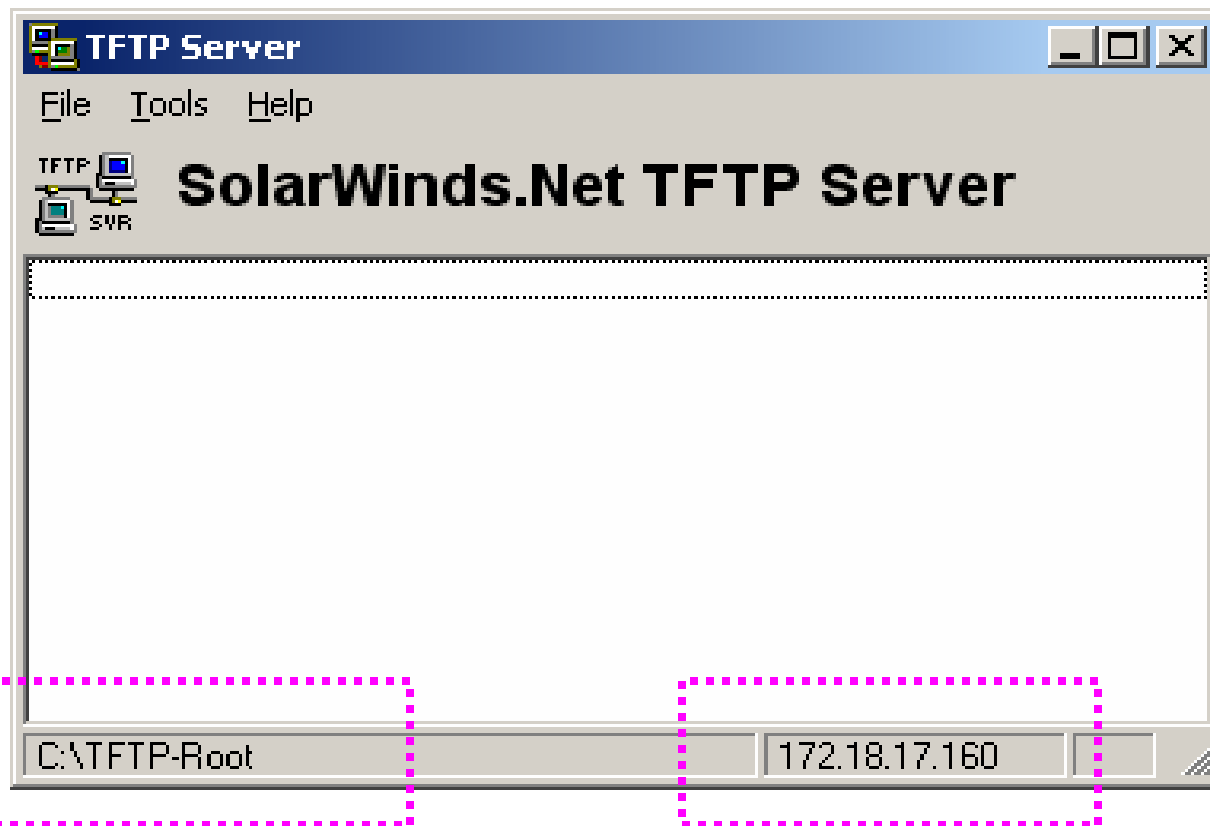 TFTP Server
File Tools Help
TFTP
SVR
SolarWinds.Net TFTP Server
C:\TFTP-Root
172.18.17.160